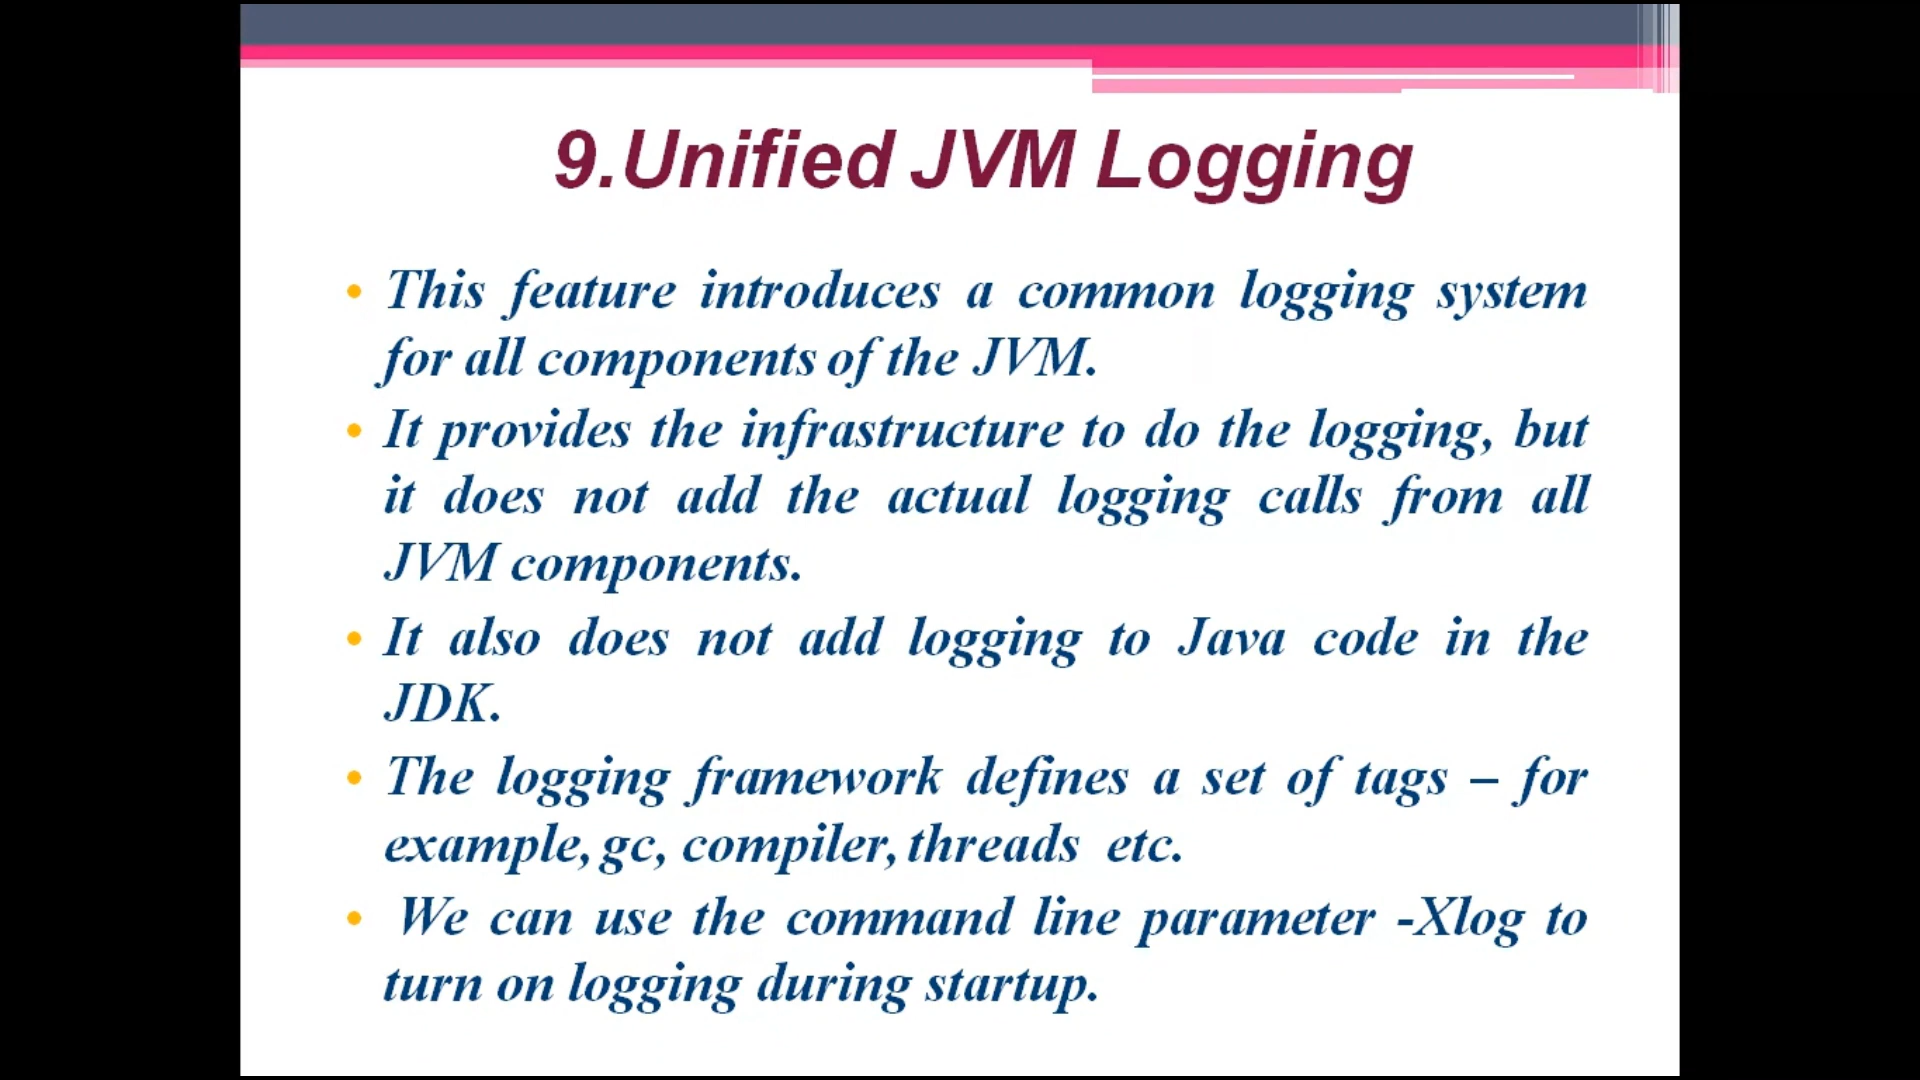 9.Unified JVM Logging
• This feature introduces a common logging system
for all components of the JVM.
• It provides the infrastructure to do the logging, but
it does not add the actual logging calls from all
JVM components.
• It also does not add logging to Java code in the
JDK.
• The logging framework defines a set of tags – for
example, gc, compiler, threads etc.
• We can use the command line parameter -Xlog to
turn on logging during startup.